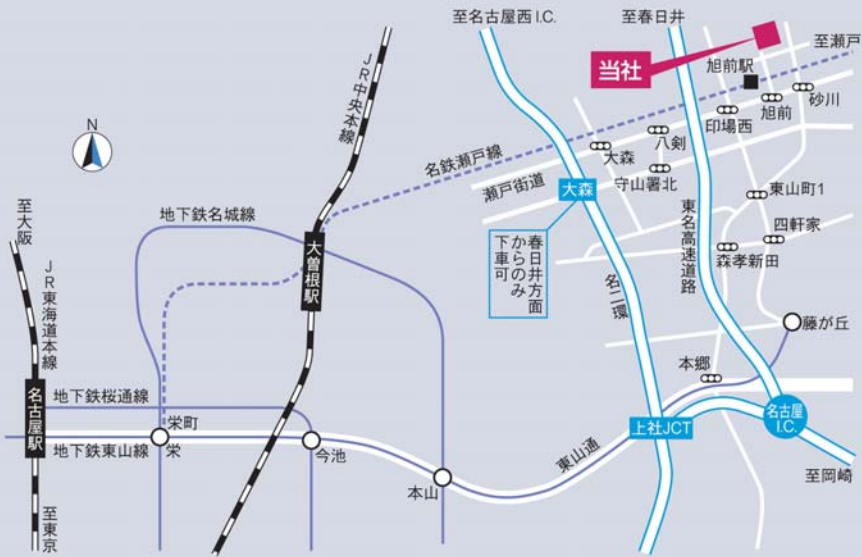 至名古屋西I.C.
至春日井
当社
至瀬戸
旭前駅
砂川
旭前
印場西
八剣
大森
守山署北
名鉄瀬戸線
瀬戸街道
JR中央本線
N
大森
東山町1
四軒家
森孝新田
東名高速道路
春日井方面
からのみ
下車可
名二環
地下鉄名城線
大曽根駅
至大阪
JR東海道本線
藤が丘
本郷
名古屋
I.C.
上社JCT
至岡崎
東山通
地下鉄桜通線
名古屋駅
栄町
栄
地下鉄東山線
今池
本山
至東京